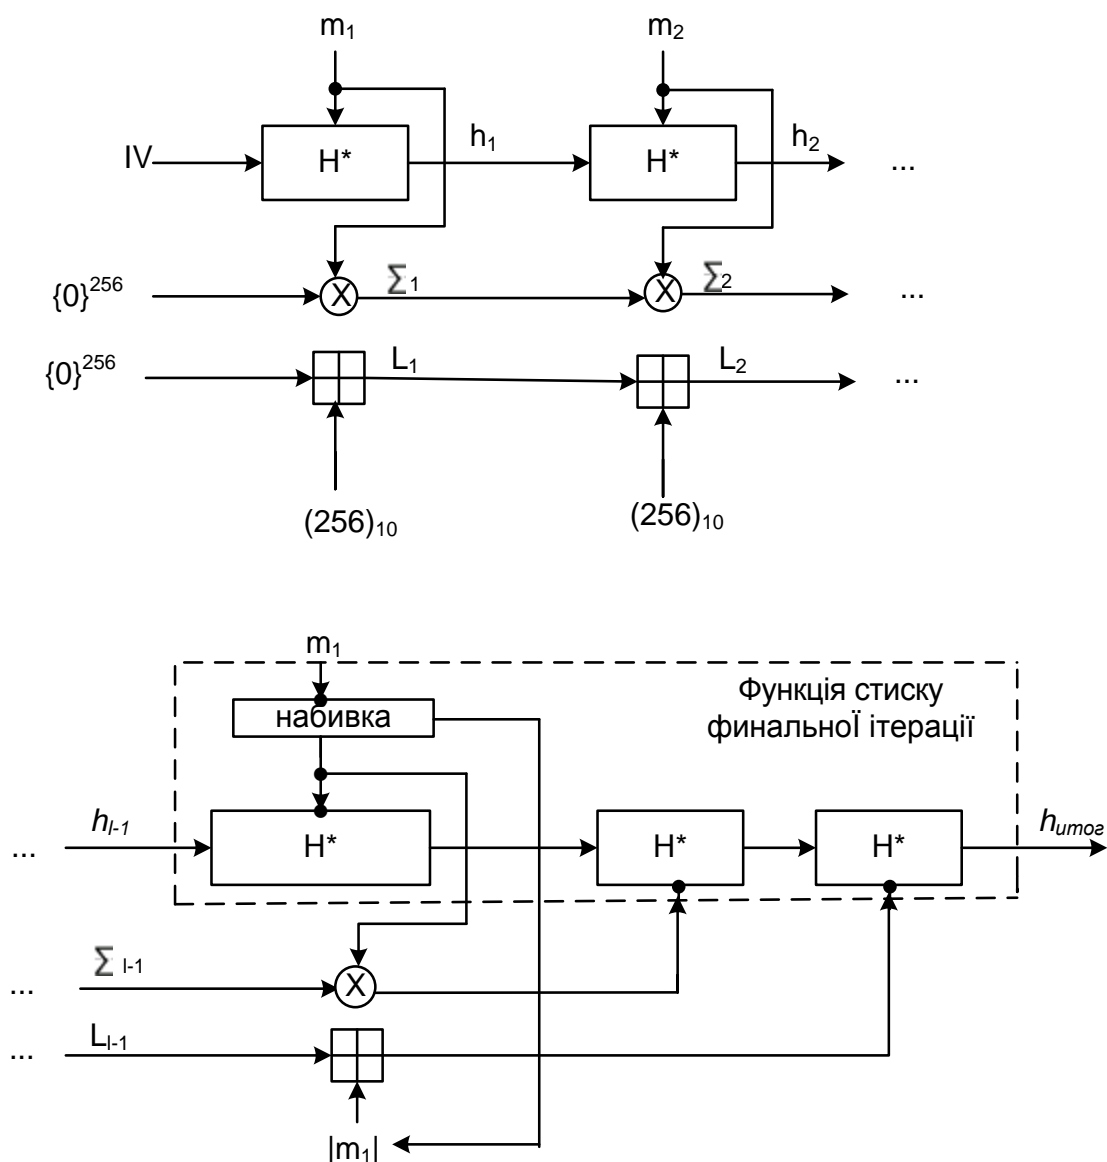 m₁ m₂
IV H* h₁ H* h₂ ...
{0}²⁵⁶ X Σ₁ X Σ₂ ...
{0}²⁵⁶ L₁ L₂ ...
(256)₁₀ (256)₁₀
m₁
Функція стиску
финальноЇ ітерації
набивка
... hₗ₋₁ H* H* H* hитог
... Σₗ₋₁ X
... Lₗ₋₁
|m₁|